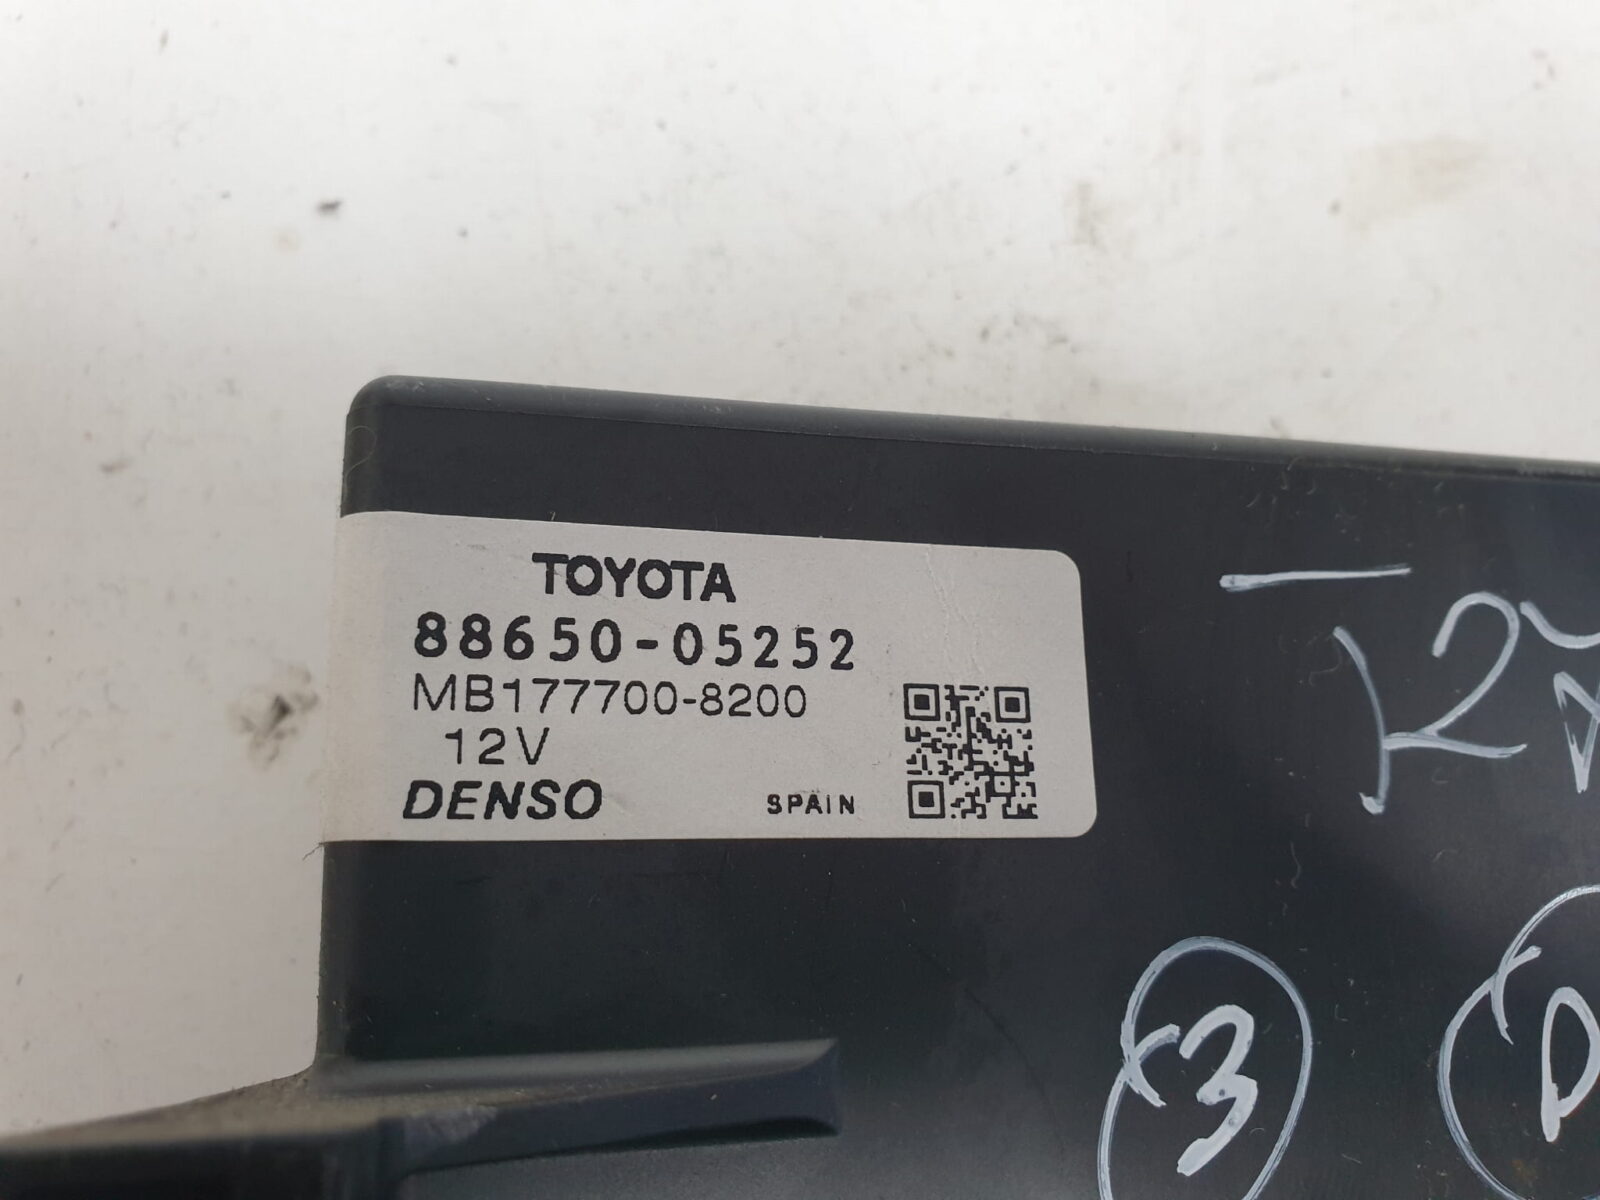 TOYOTA
88650-05252
MB177700-8200
12V
DENSO SPAIN
3
D